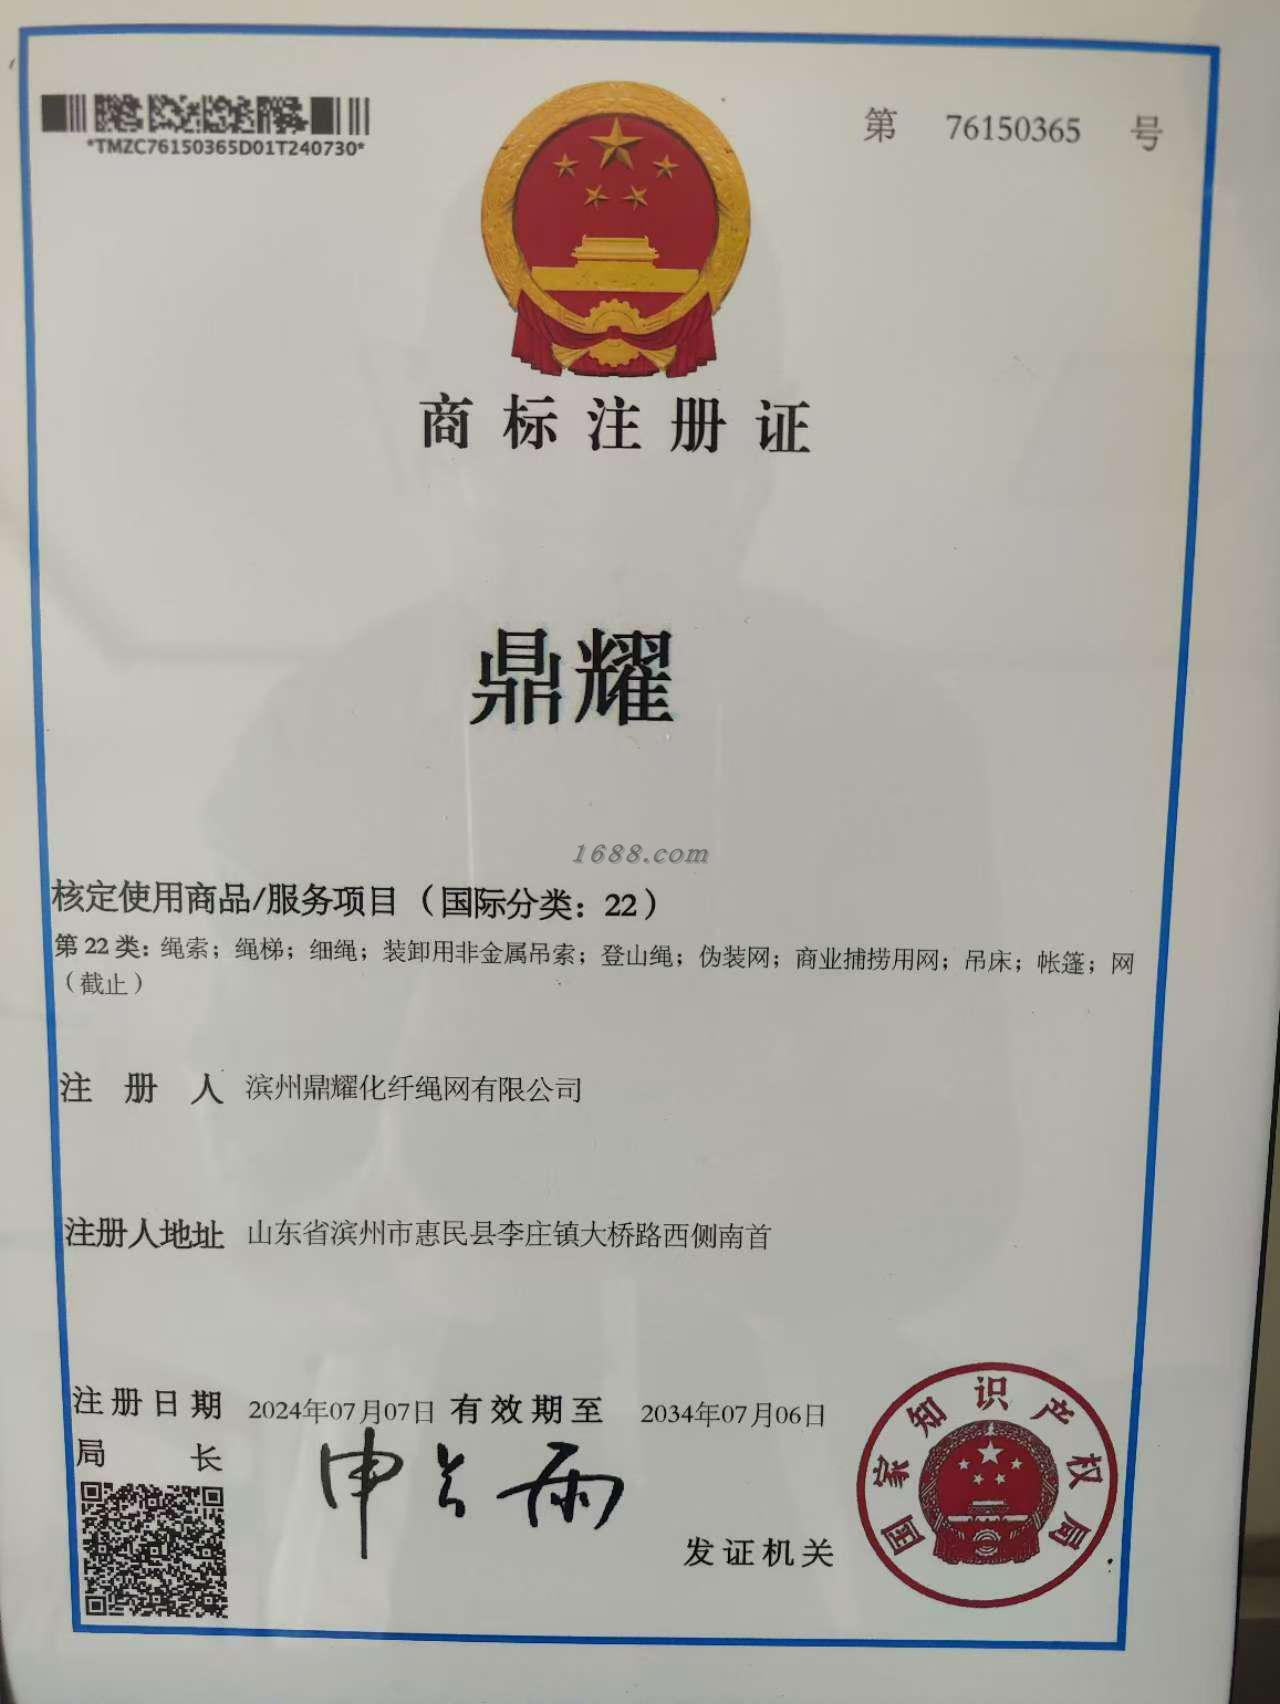 *TMZC76150365D01T240730*
第 76150365 号
商标注册证
鼎耀
1688.com
核定使用商品/服务项目（国际分类：22）
第 22 类：绳索；绳梯；细绳；装卸用非金属吊索；登山绳；伪装网；商业捕捞用网；吊床；帐篷；网
（截止）
注 册 人 滨州鼎耀化纤绳网有限公司
注册人地址 山东省滨州市惠民县李庄镇大桥路西侧南首
注册日期 2024年07月07日 有效期至 2034年07月06日
局 长 申长雨
发证机关
国家知识产权局